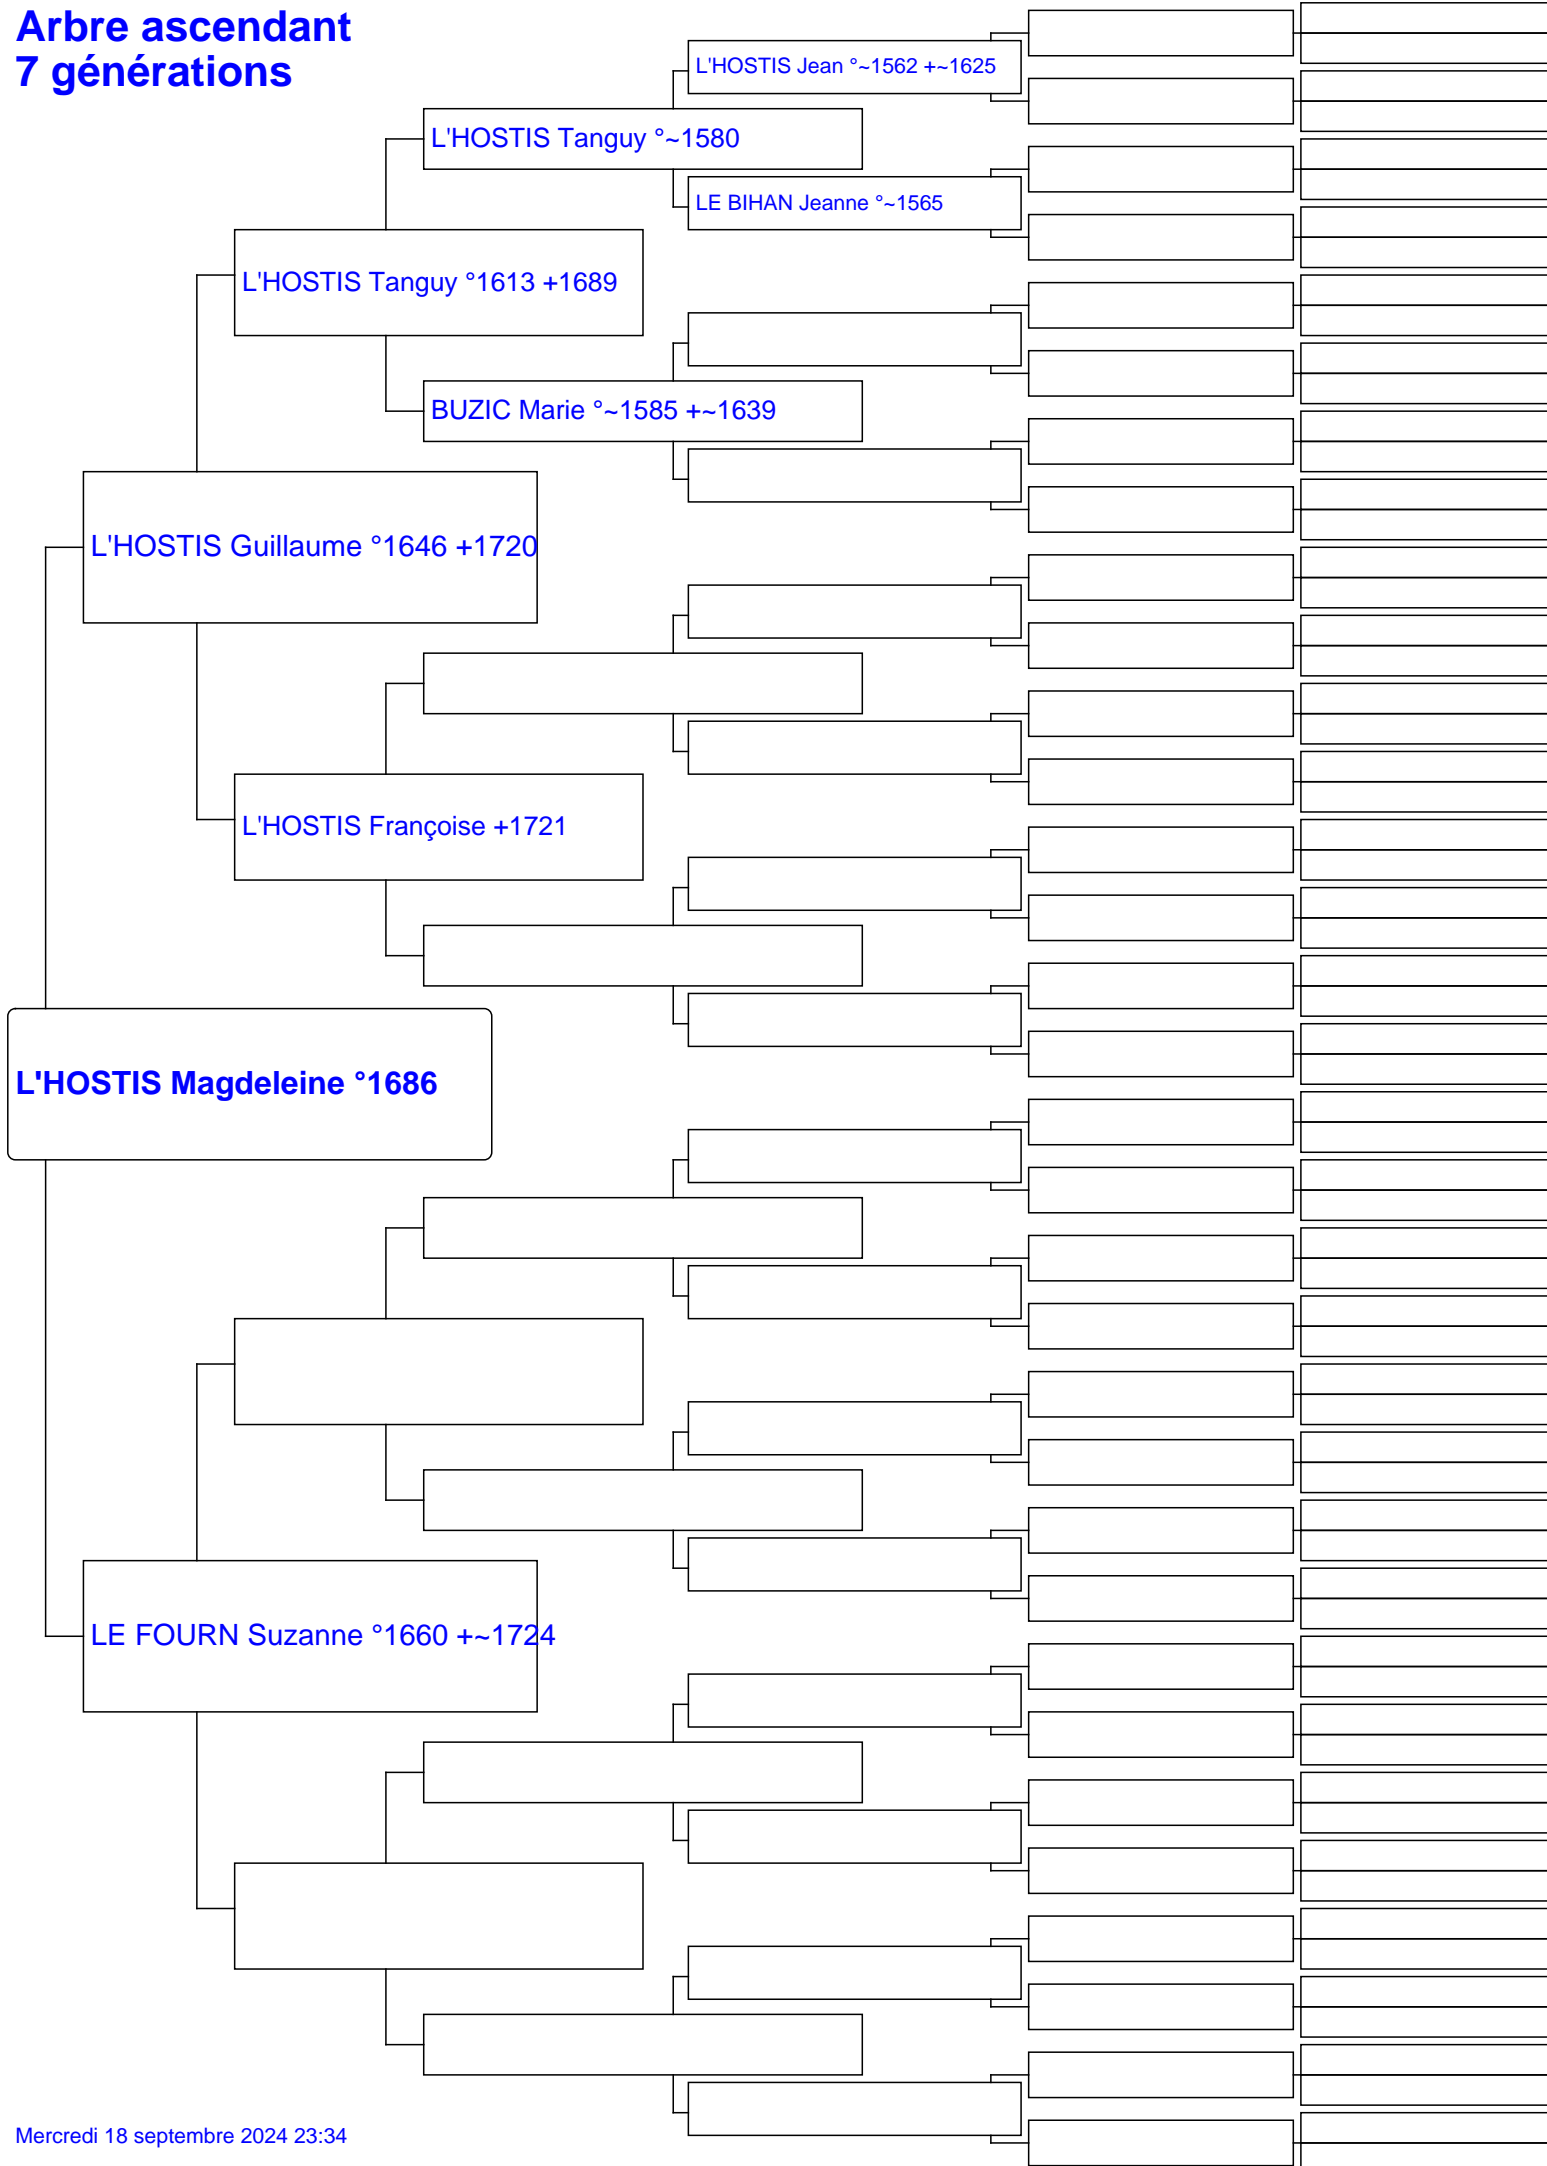 Arbre ascendant
7 générations
L'HOSTIS Jean °~1562 +~1625
L'HOSTIS Tanguy °~1580
LE BIHAN Jeanne °~1565
L'HOSTIS Tanguy °1613 +1689
BUZIC Marie °~1585 +~1639
L'HOSTIS Guillaume °1646 +1720
L'HOSTIS Françoise +1721
L'HOSTIS Magdeleine °1686
LE FOURN Suzanne °1660 +~1724
Mercredi 18 septembre 2024 23:34